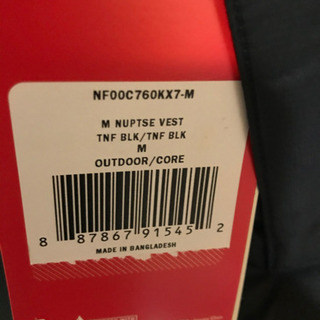 NF00C760KX7-M
M NUPTSE VEST
TNF BLK/TNF BLK
M
OUTDOOR/CORE
8 87867 91545 2
MADE IN BANGLADESH